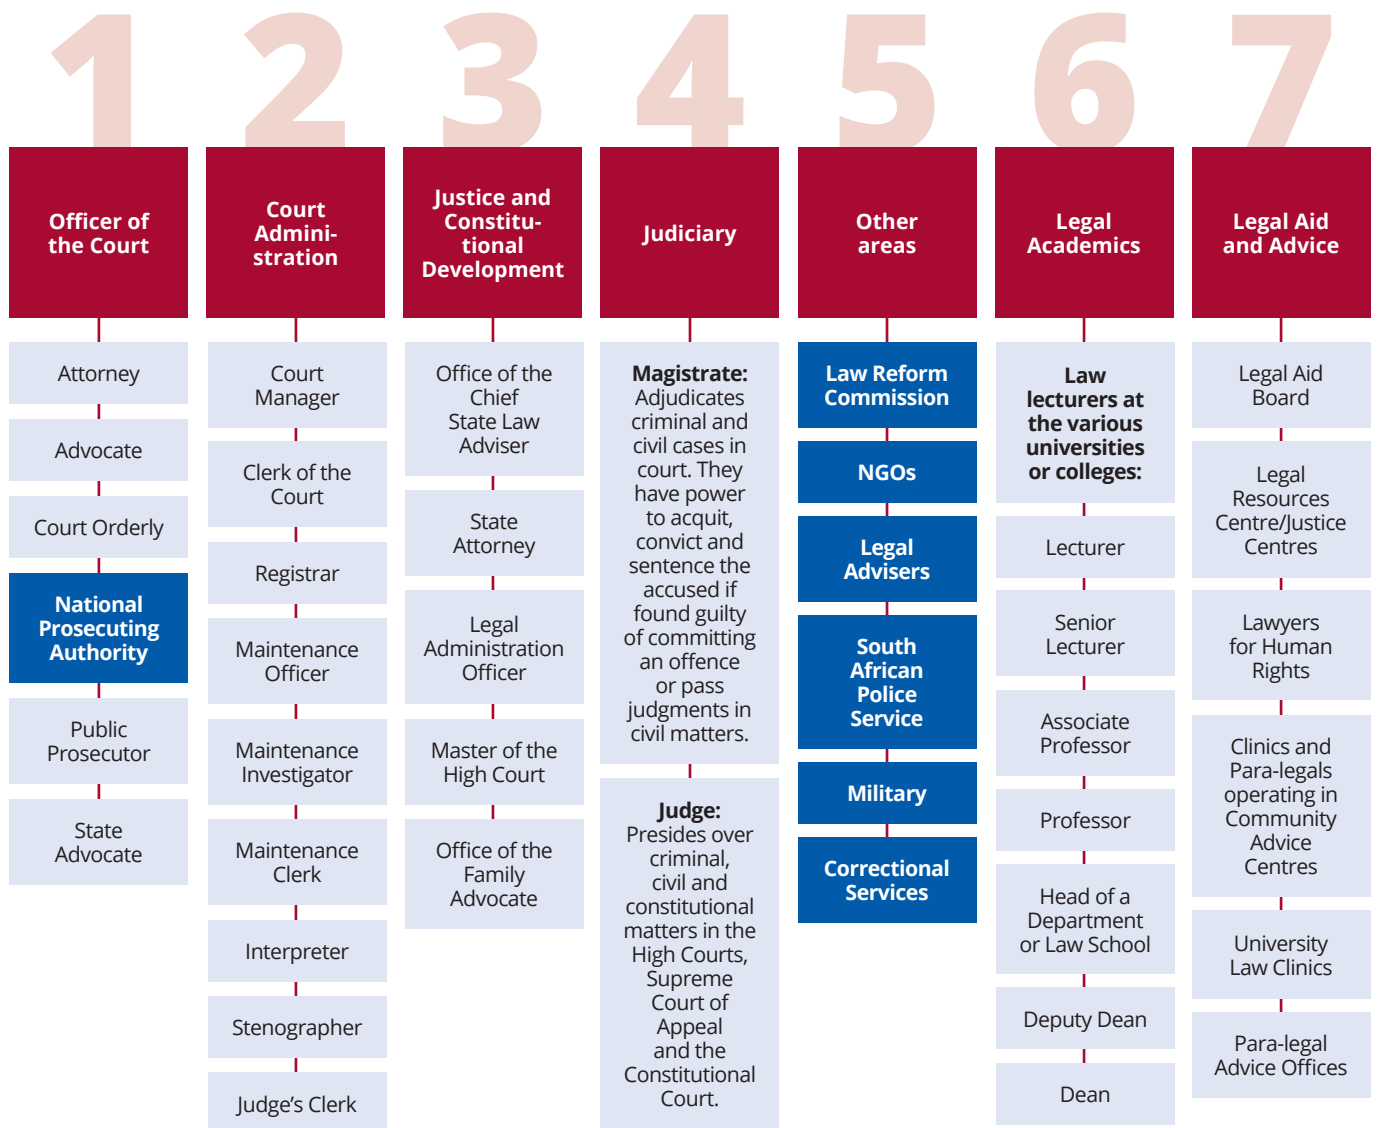 1
Officer of
the Court
Attorney
Advocate
Court Orderly
National
Prosecuting
Authority
Public
Prosecutor
State
Advocate
2
Court
Admini-
stration
Court
Manager
Clerk of the
Court
Registrar
Maintenance
Officer
Maintenance
Investigator
Maintenance
Clerk
Interpreter
Stenographer
Judge’s Clerk
3
Justice and
Constitu-
tional
Development
Office of the
Chief
State Law
Adviser
State
Attorney
Legal
Administration
Officer
Master of the
High Court
Office of the
Family
Advocate
4
Judiciary
Magistrate:
Adjudicates
criminal and
civil cases in
court. They
have power
to acquit,
convict and
sentence the
accused if
found guilty
of committing
an offence
or pass
judgments in
civil matters.
Judge:
Presides over
criminal,
civil and
constitutional
matters in the
High Courts,
Supreme
Court of
Appeal
and the
Constitutional
Court.
5
Other
areas
Law Reform
Commission
NGOs
Legal
Advisers
South
African
Police
Service
Military
Correctional
Services
6
Legal
Academics
Law
lecturers at
the various
universities
or colleges:
Lecturer
Senior
Lecturer
Associate
Professor
Professor
Head of a
Department
or Law School
Deputy Dean
Dean
7
Legal Aid
and Advice
Legal Aid
Board
Legal
Resources
Centre/Justice
Centres
Lawyers
for Human
Rights
Clinics and
Para-legals
operating in
Community
Advice
Centres
University
Law Clinics
Para-legal
Advice Offices